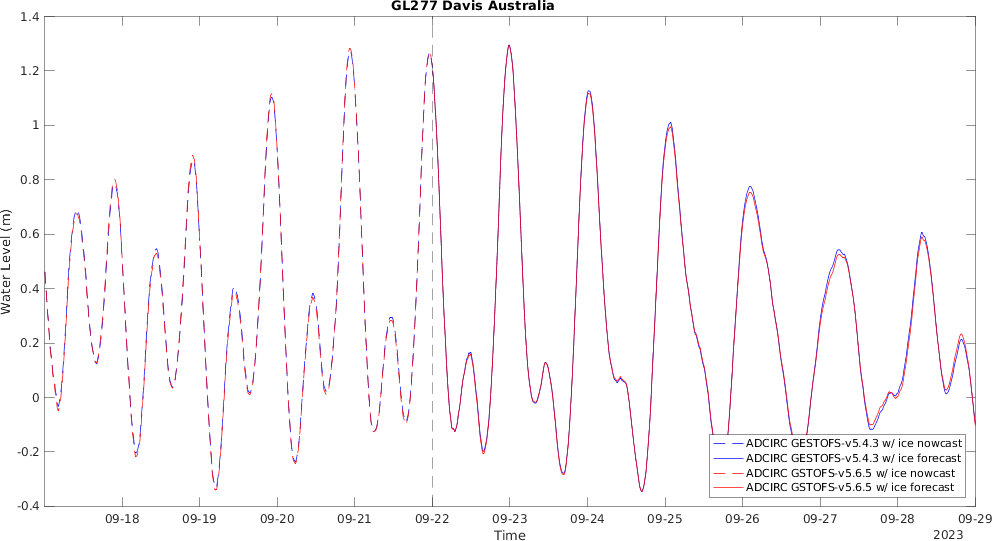 GL277 Davis Australia
1.4
1.2
1
0.8
0.6
0.4
0.2
0
-0.2
-0.4
Water Level (m)
ADCIRC GESTOFS-v5.4.3 w/ ice nowcast
ADCIRC GESTOFS-v5.4.3 w/ ice forecast
ADCIRC GSTOFS-v5.6.5 w/ ice nowcast
ADCIRC GSTOFS-v5.6.5 w/ ice forecast
09-18 09-19 09-20 09-21 09-22 09-23 09-24 09-25 09-26 09-27 09-28 09-29
Time
2023